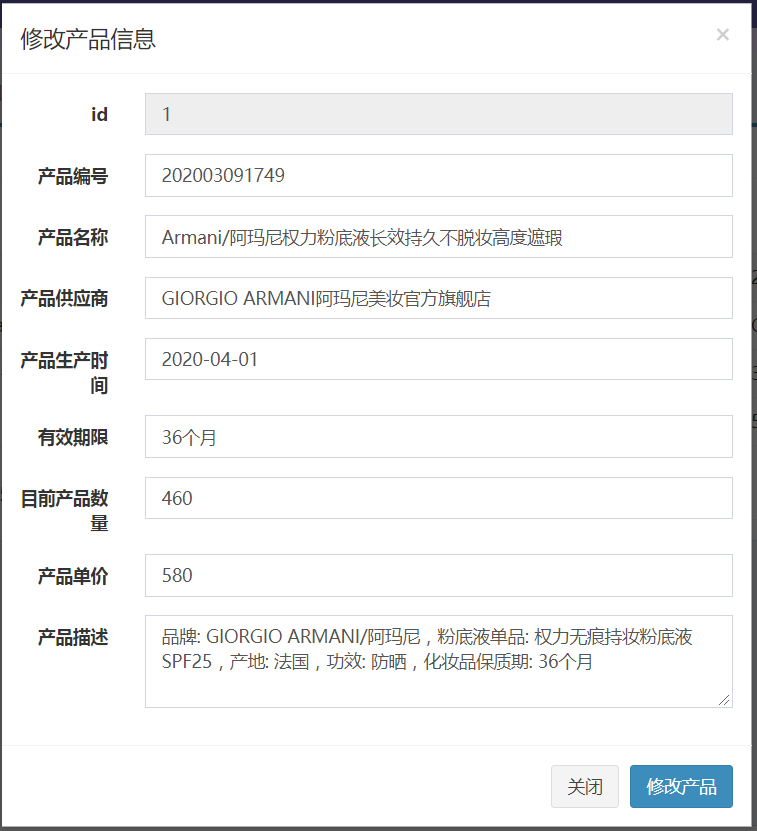 修改产品信息
×
id
1
产品编号
202003091749
产品名称
Armani/阿玛尼权力粉底液长效持久不脱妆高度遮瑕
产品供应商
GIORGIO ARMANI阿玛尼美妆官方旗舰店
产品生产时
间
2020-04-01
有效期限
36个月
目前产品数
量
460
产品单价
580
产品描述
品牌: GIORGIO ARMANI/阿玛尼，粉底液单品: 权力无痕持妆粉底液
SPF25，产地: 法国，功效: 防晒，化妆品保质期: 36个月
关闭
修改产品